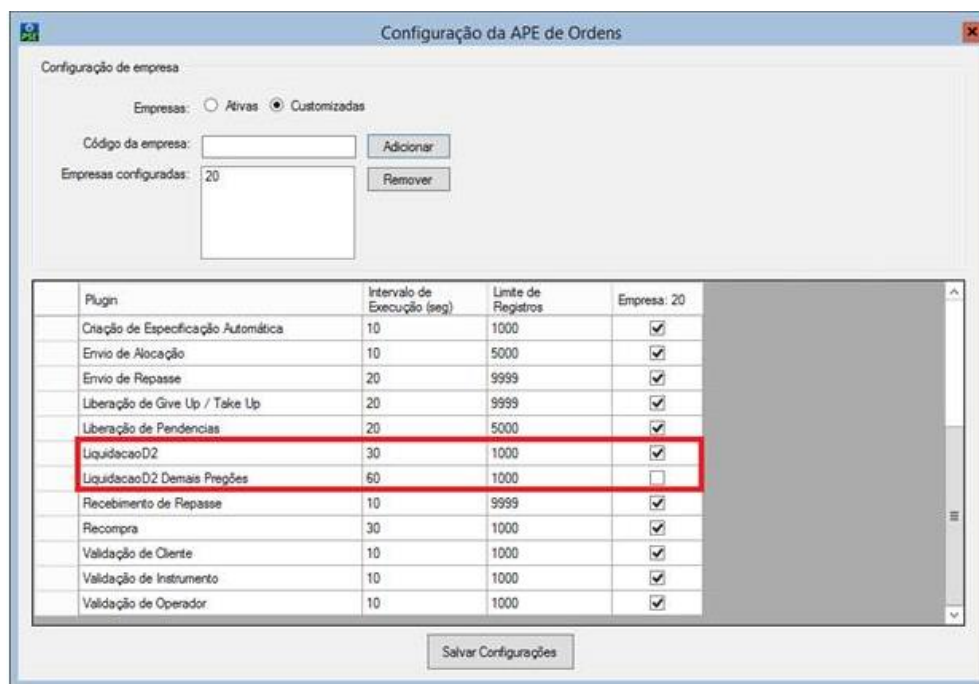 PSE
Configuração da APE de Ordens
Configuração de empresa
Empresas: Ativas Customizadas
Código da empresa: Adicionar
Empresas configuradas: 20 Remover
Plugin Intervalo de Execução (seg) Limite de Registros Empresa: 20
Criação de Especificação Automática 10 1000
Envio de Alocação 10 5000
Envio de Repasse 20 9999
Liberação de Give Up / Take Up 20 9999
Liberação de Pendencias 20 5000
LiquidacaoD2 30 1000
LiquidacaoD2 Demais Pregões 60 1000
Recebimento de Repasse 10 9999
Recompra 30 1000
Validação de Cliente 10 1000
Validação de Instrumento 10 1000
Validação de Operador 10 1000
Salvar Configurações